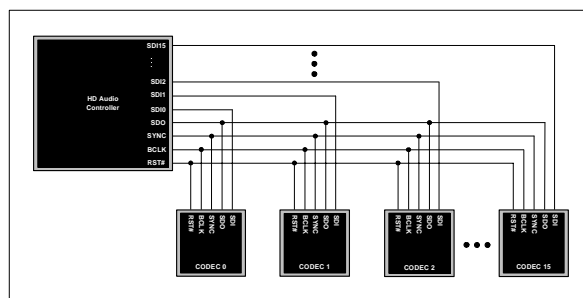 SDI15
SDI2
HD Audio
Controller
SDI1
SDI0
SDO
SYNC
BCLK
RST#
RST#
BCLK
SYNC
SDO
SDI
CODEC 0
RST#
BCLK
SYNC
SDO
SDI
CODEC 1
RST#
BCLK
SYNC
SDO
SDI
CODEC 2
RST#
BCLK
SYNC
SDO
SDI
CODEC 15